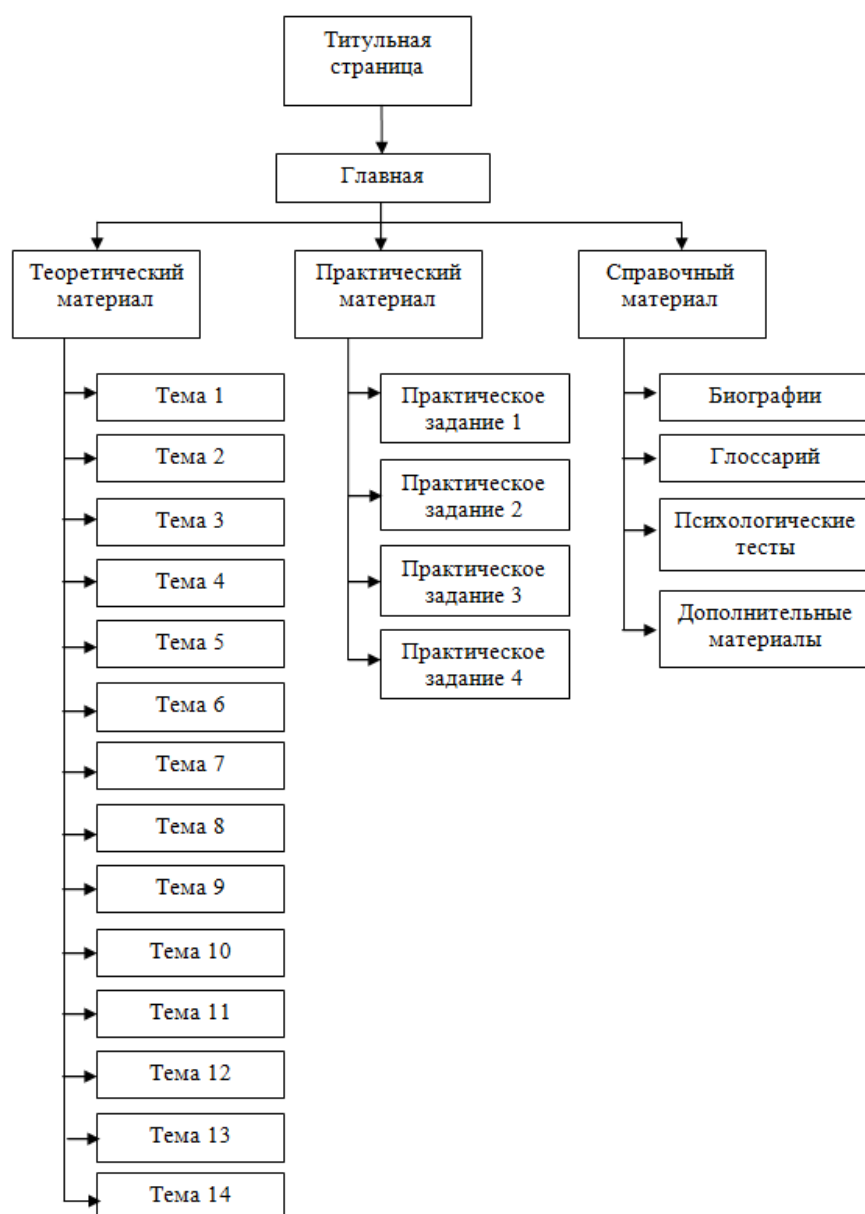 Титульная
страница
Главная
Теоретический
материал
Тема 1
Тема 2
Тема 3
Тема 4
Тема 5
Тема 6
Тема 7
Тема 8
Тема 9
Тема 10
Тема 11
Тема 12
Тема 13
Тема 14
Практический
материал
Практическое
задание 1
Практическое
задание 2
Практическое
задание 3
Практическое
задание 4
Справочный
материал
Биографии
Глоссарий
Психологические
тесты
Дополнительные
материалы